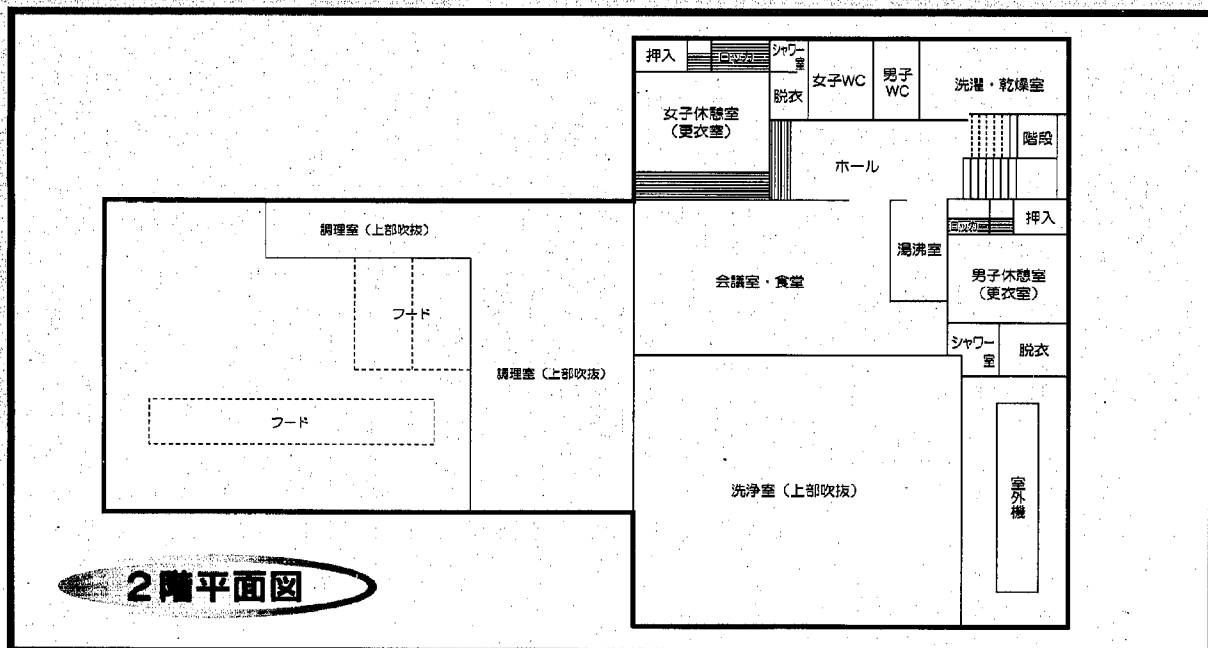 押入
ロッカー
シャワー
室
脱衣
女子WC
男子
WC
洗濯・乾燥室
女子休憩室
(更衣室)
ホール
階段
調理室(上部吹抜)
フード
調理室(上部吹抜)
フード
会議室・食堂
湯沸室
ロッカー
押入
男子休憩室
(更衣室)
シャワー
室
脱衣
洗浄室(上部吹抜)
室外機
2階平面図